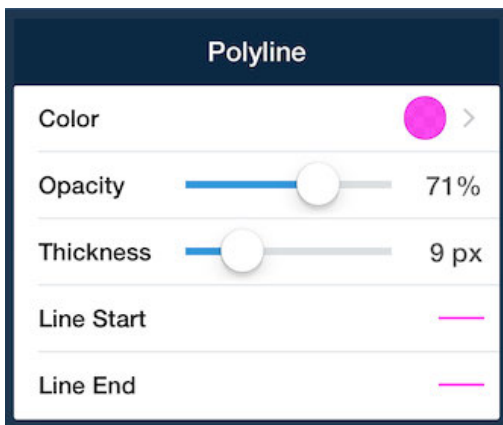 Polyline
Color
Opacity 71%
Thickness 9 px
Line Start
Line End